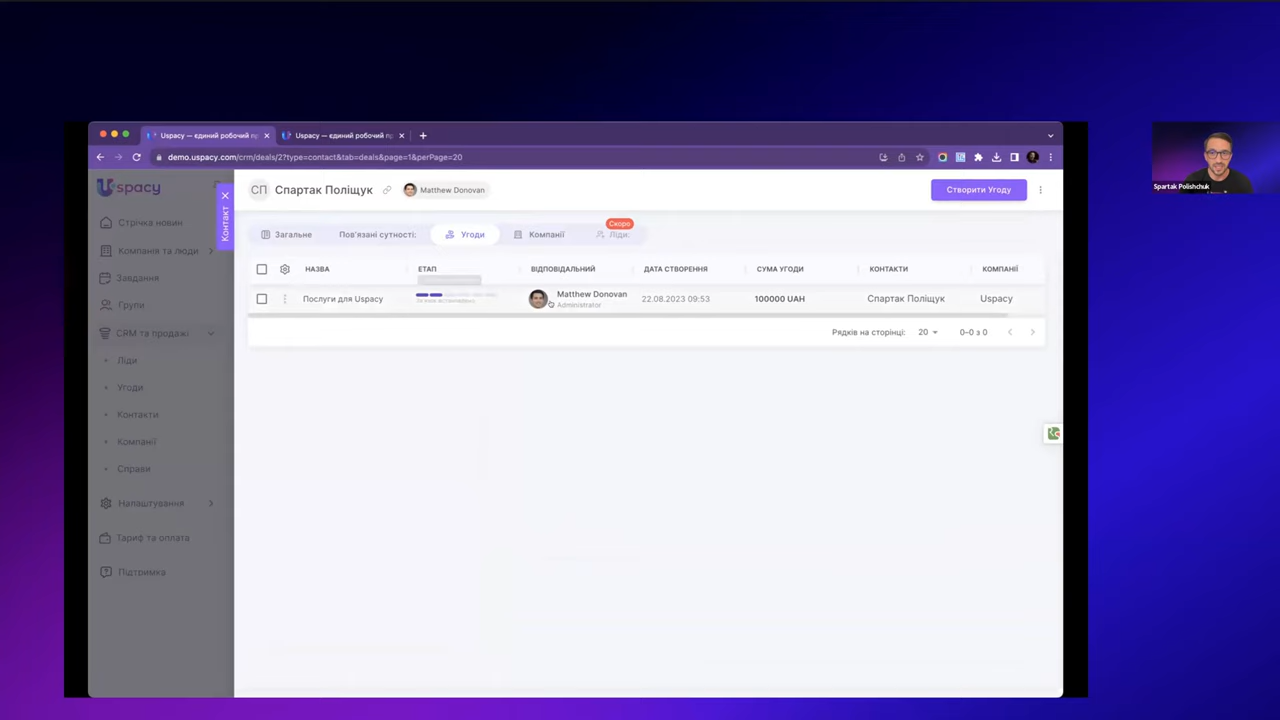 Uspacy — єдиний робочий пр
Uspacy — єдиний робочий пр
demo.uspacy.com/crm/deals/2?type=contact&tab=deals&page=1&perPage=20
Uspacy
Стрічка новин
Компанія та люди
Завдання
Групи
CRM та продажі
Ліди
Угоди
Контакти
Компанії
Справи
Налаштування
Тариф та оплата
Підтримка
Контакт
СП Спартак Поліщук
Matthew Donovan
Створити Угоду
Загальне
Пов'язані сутності:
Угоди
Компанії
Скоро
Ліди
НАЗВА ЕТАП ВІДПОВІДАЛЬНИЙ ДАТА СТВОРЕННЯ СУМА УГОДИ КОНТАКТИ КОМПАНІЇ
Послуги для Uspacy
Matthew Donovan
Administrator
22.08.2023 09:53
100000 UAH
Спартак Поліщук
Uspacy
Рядків на сторінці: 20 0-0 з 0
Spartak Polishchuk